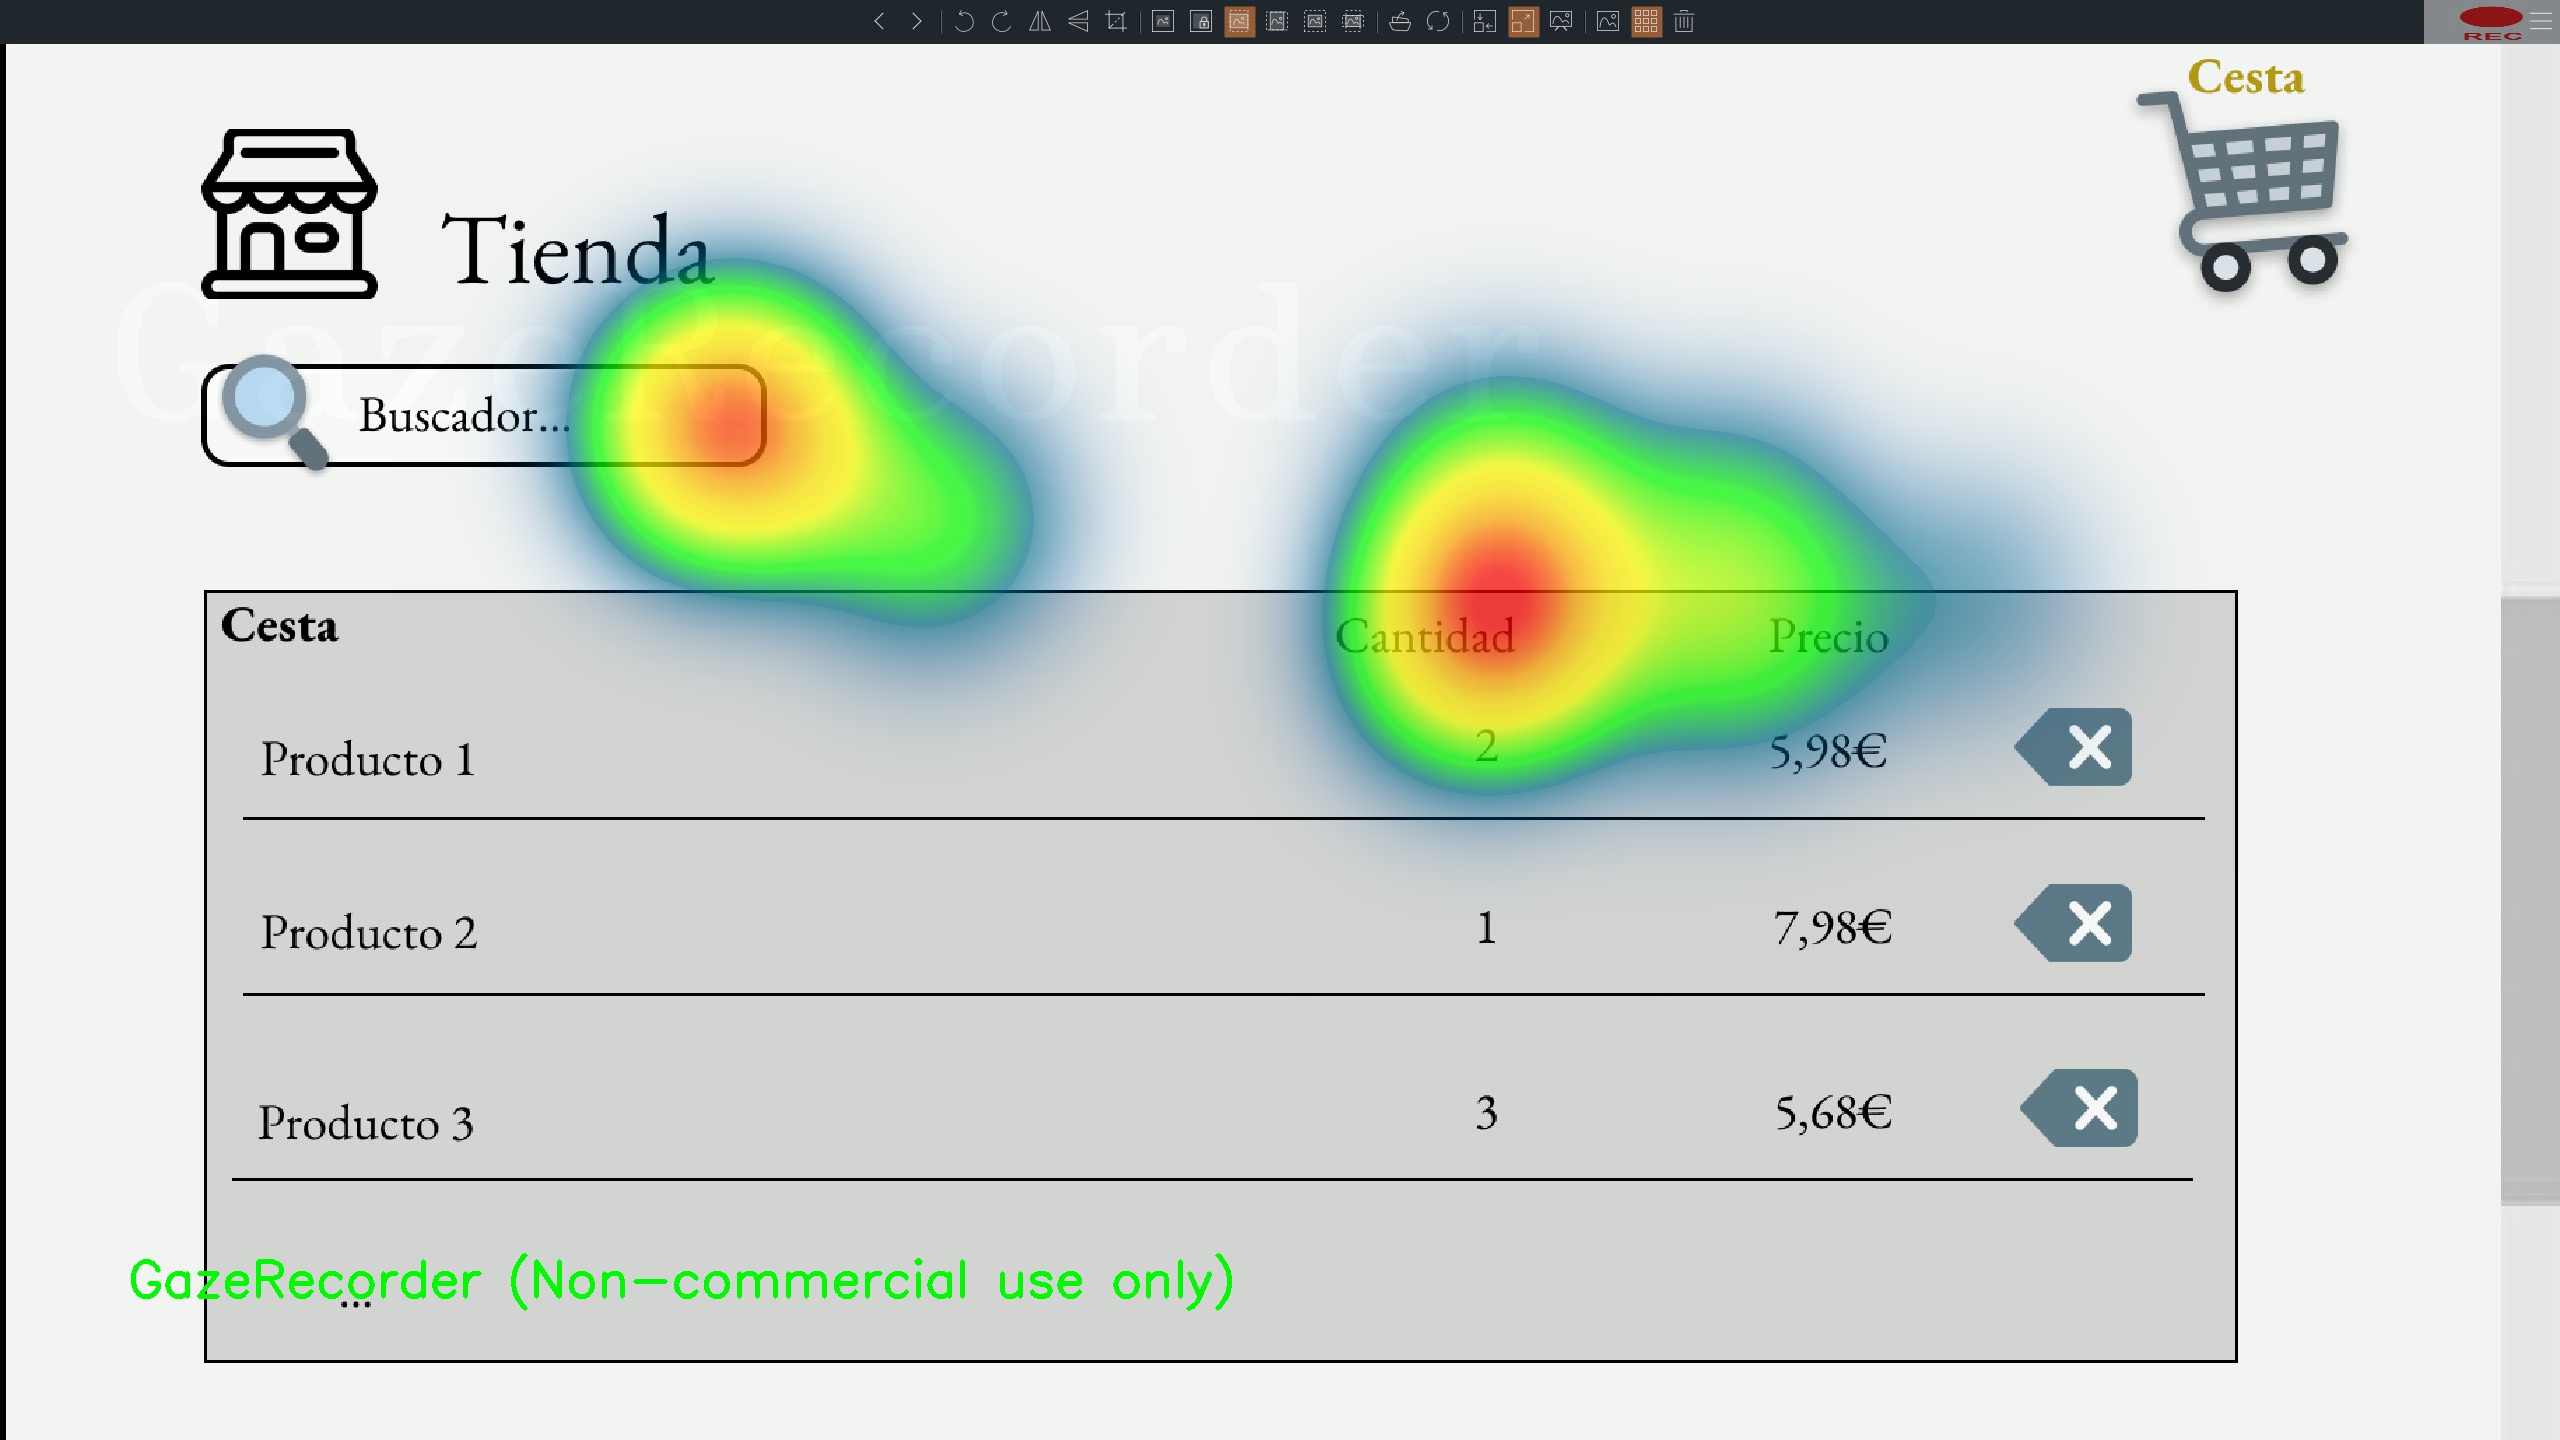 REC
Cesta
Tienda
GazeRecorder
Buscador...
Cesta Cantidad Precio
Producto 1 2 5,98€
Producto 2 1 7,98€
Producto 3 3 5,68€
GazeRecorder (Non-commercial use only)
...